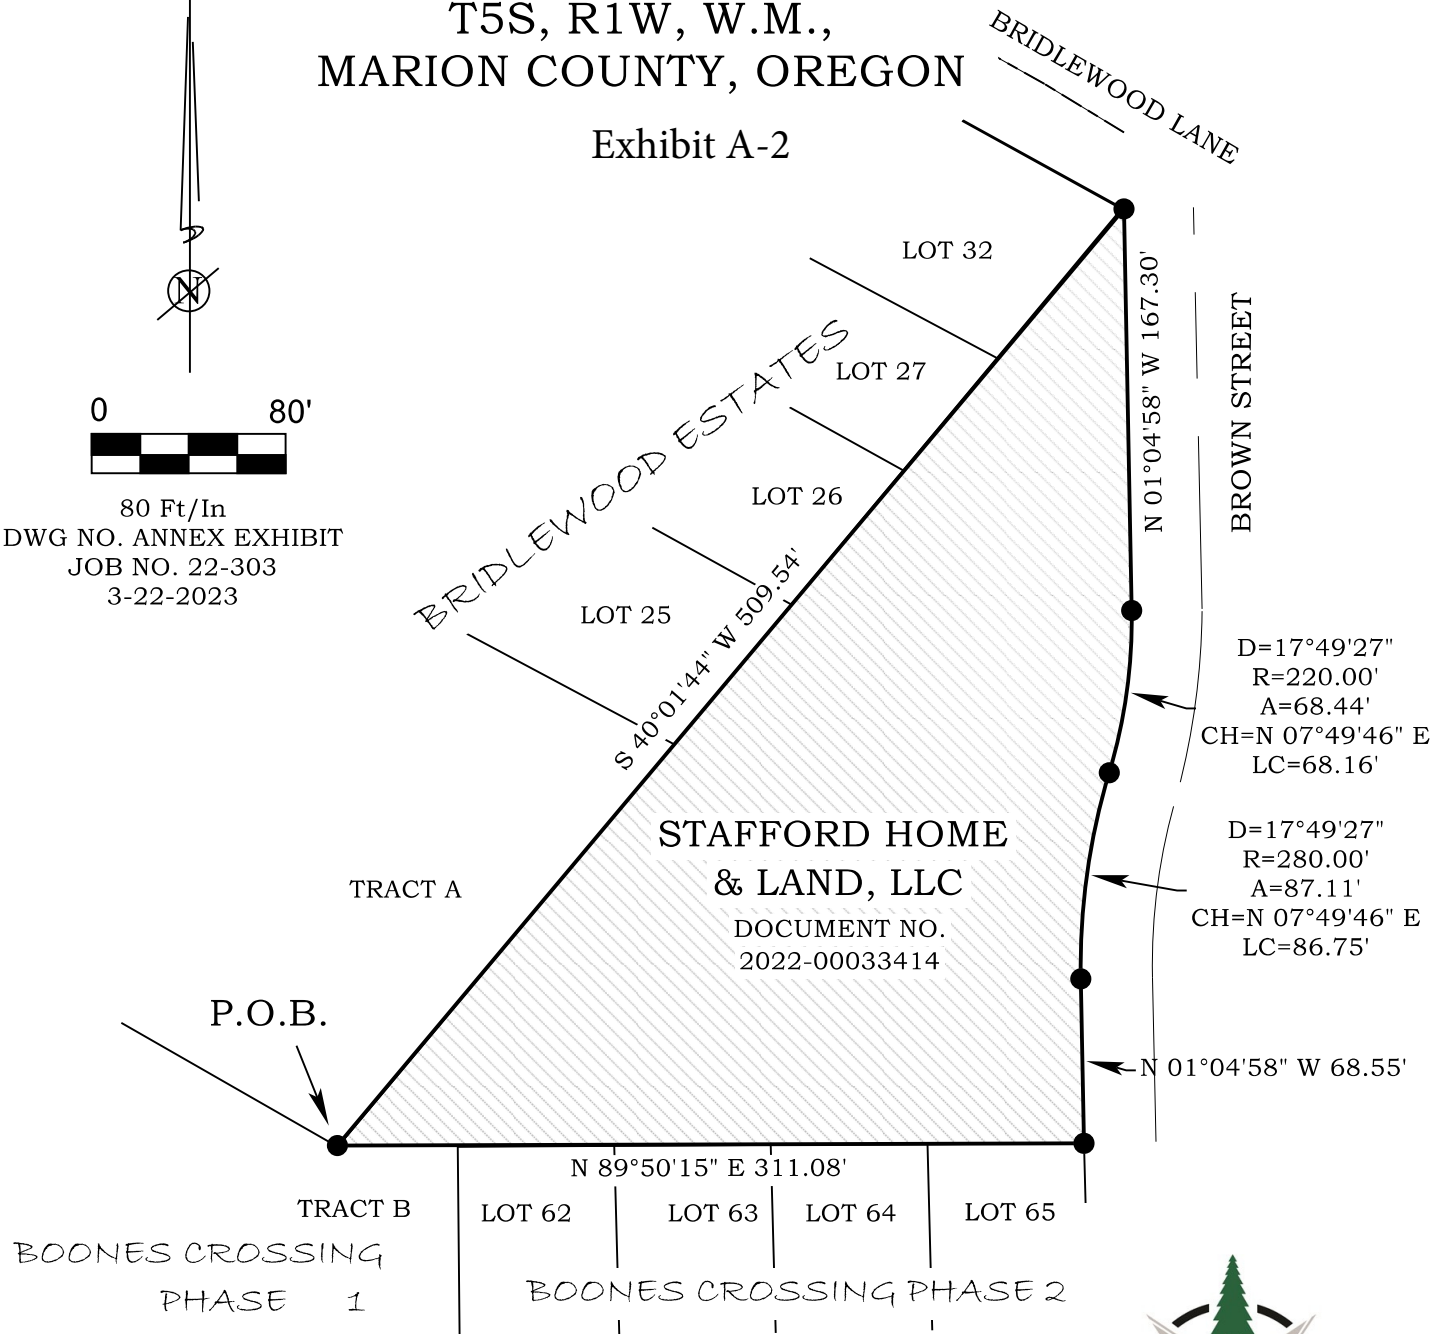 T5S, R1W, W.M.,
MARION COUNTY, OREGON
Exhibit A-2
BRIDLEWOOD LANE
N
0 80'
80 Ft/In
DWG NO. ANNEX EXHIBIT
JOB NO. 22-303
3-22-2023
LOT 32
LOT 27
LOT 26
LOT 25
BRIDLEWOOD ESTATES
S 40°01'44" W 509.54'
N 01°04'58" W 167.30'
BROWN STREET
D=17°49'27"
R=220.00'
A=68.44'
CH=N 07°49'46" E
LC=68.16'
D=17°49'27"
R=280.00'
A=87.11'
CH=N 07°49'46" E
LC=86.75'
STAFFORD HOME
& LAND, LLC
DOCUMENT NO.
2022-00033414
TRACT A
P.O.B.
N 01°04'58" W 68.55'
N 89°50'15" E 311.08'
TRACT B
LOT 62
LOT 63
LOT 64
LOT 65
BOONES CROSSING
PHASE 1
BOONES CROSSING PHASE 2